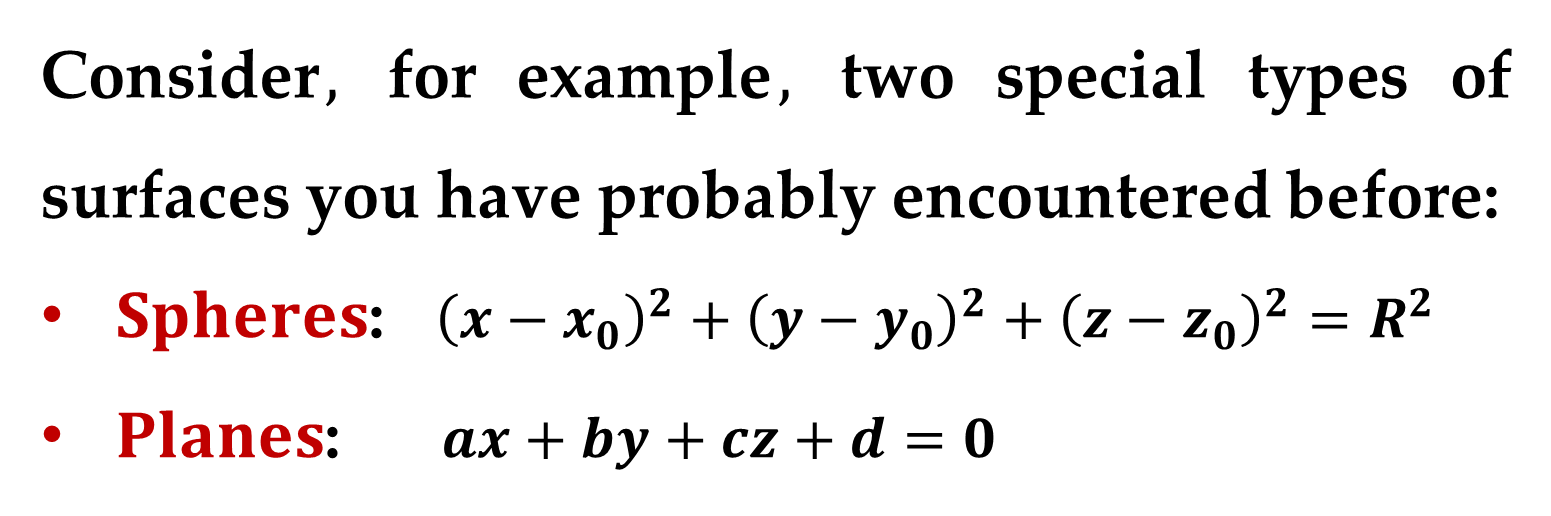 Consider, for example, two special types of
surfaces you have probably encountered before:
• Spheres: (x − x₀)² + (y − y₀)² + (z − z₀)² = R²
• Planes: ax + by + cz + d = 0